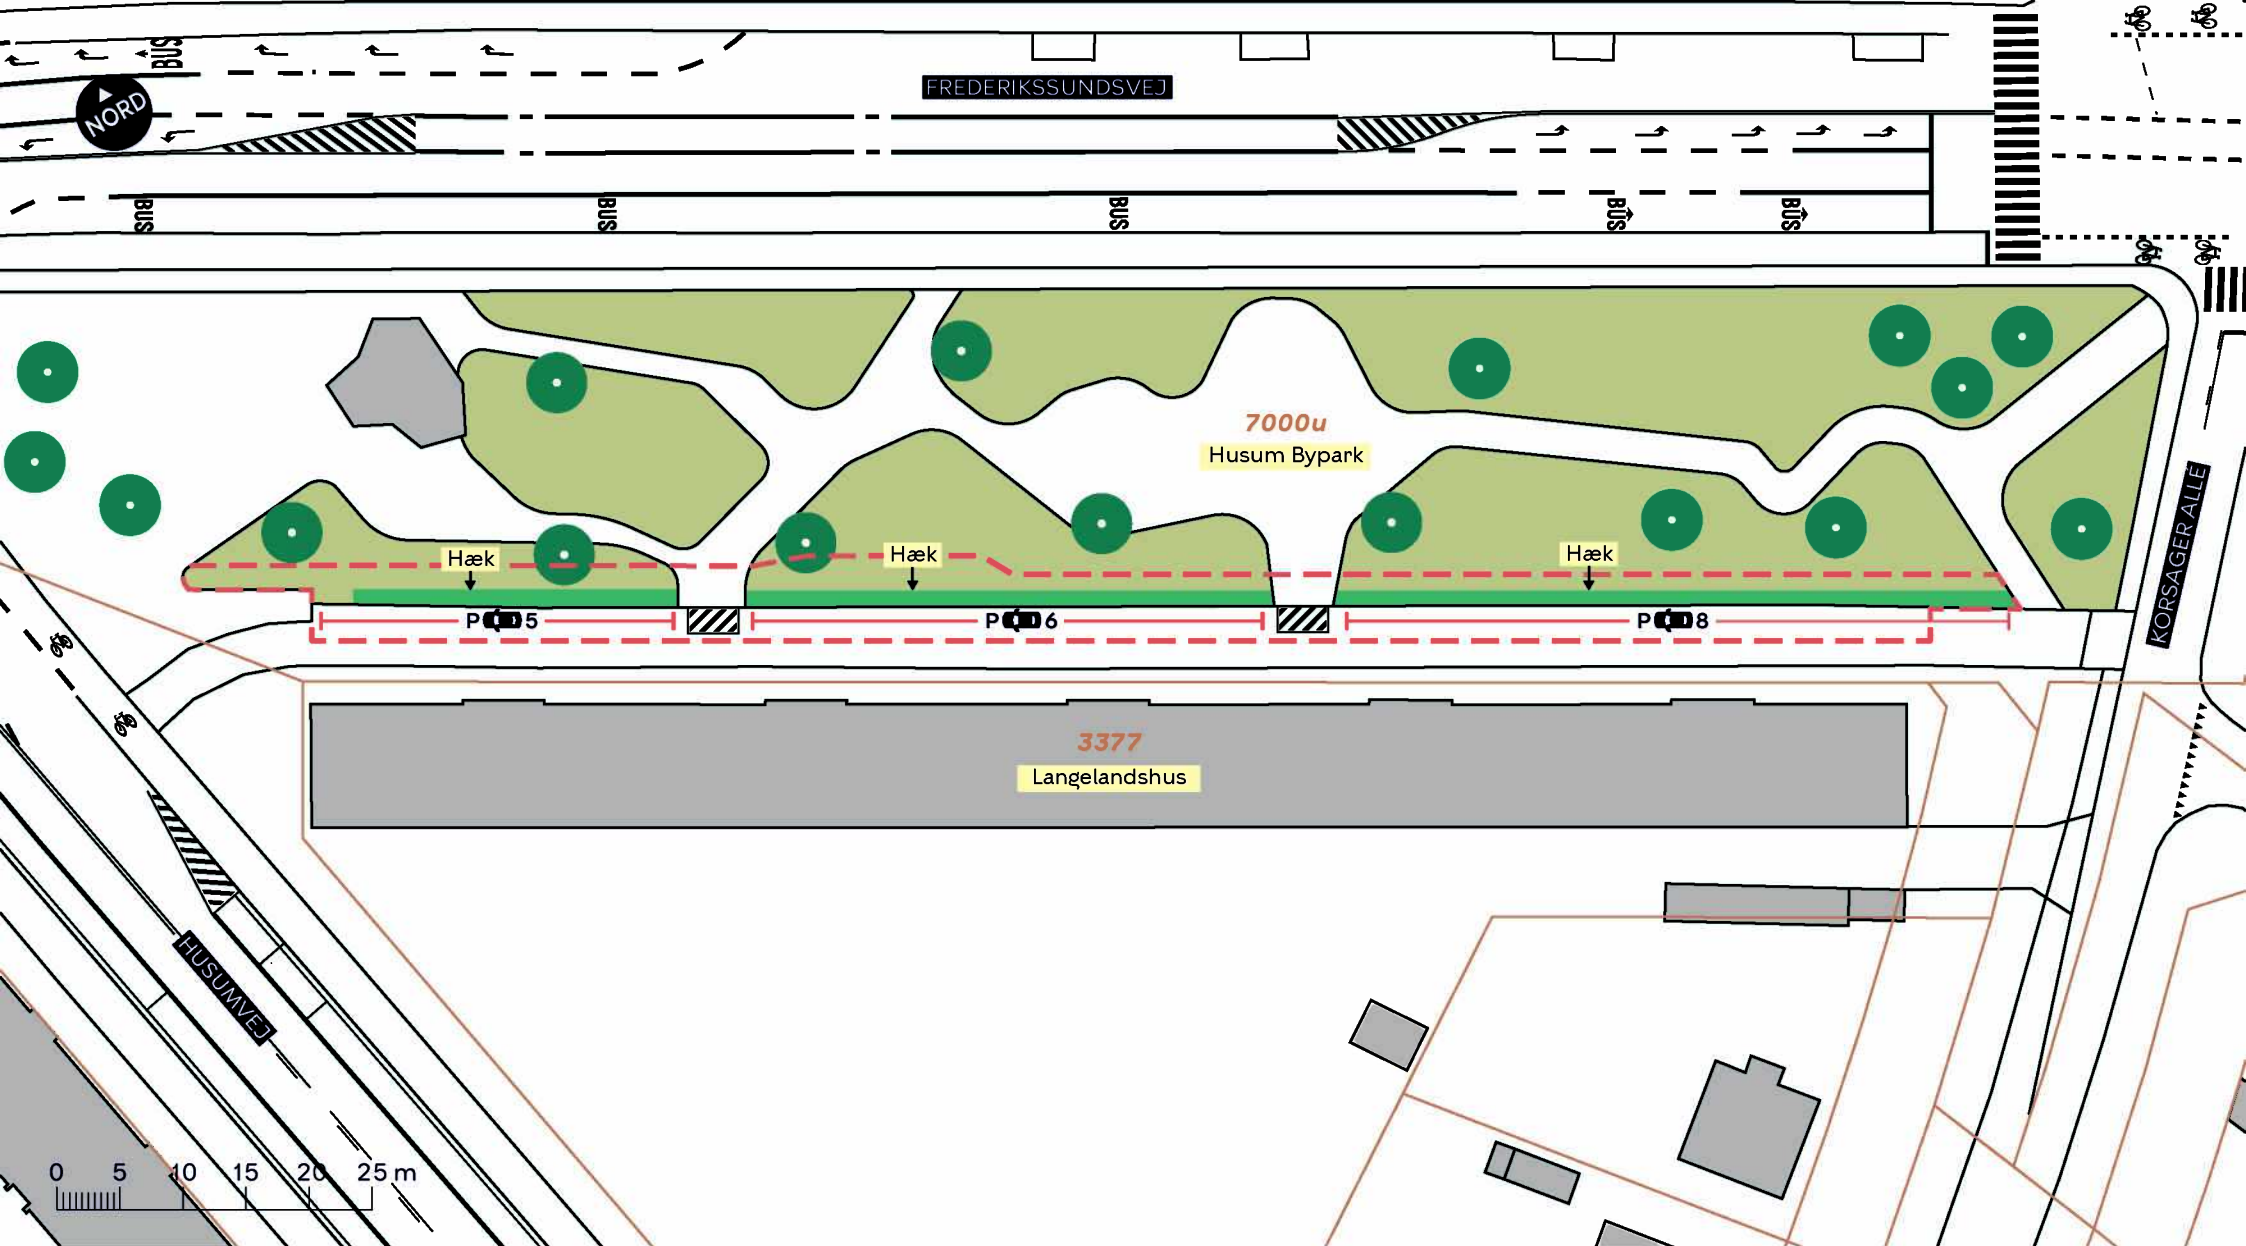 BUS
FREDERIKSSUNDSVEJ
NORD
BUS
BUS
BUS
BUS
BUS
7000u
Husum Bypark
Hæk
Hæk
Hæk
KORSAGER ALLÉ
P 5
P 6
P 8
3377
Langelandshus
HUSUMVEJ
0 5 10 15 20 25 m